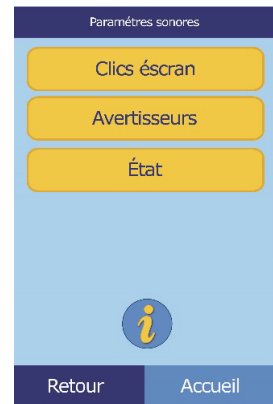 Paramétres sonores
Clics éscran
Avertisseurs
État
i
Retour
Accueil